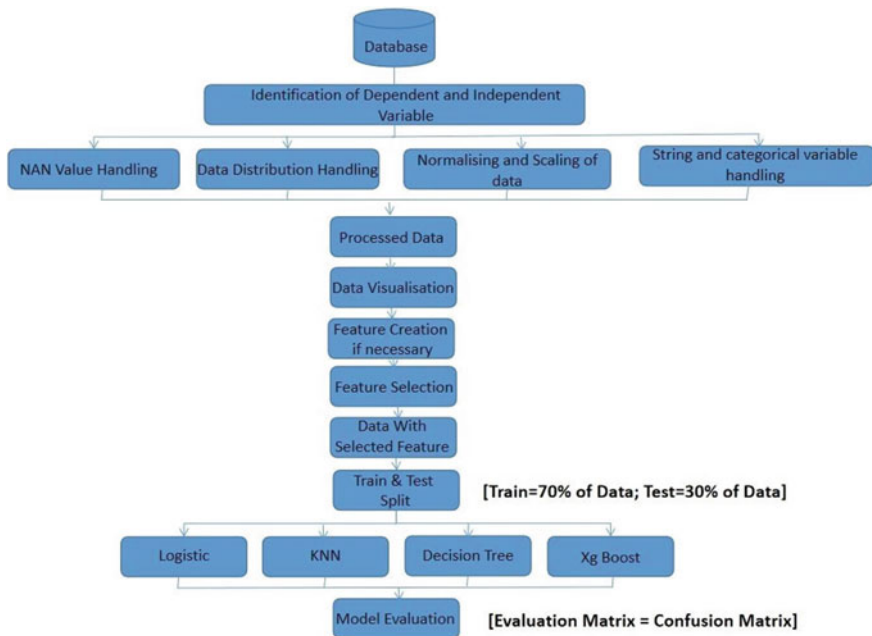 Database
Identification of Dependent and Independent
Variable
NAN Value Handling
Data Distribution Handling
Normalising and Scaling of
data
String and categorical variable
handling
Processed Data
Data Visualisation
Feature Creation
if necessary
Feature Selection
Data With
Selected Feature
Train & Test
Split
[Train=70% of Data; Test=30% of Data]
Logistic
KNN
Decision Tree
Xg Boost
Model Evaluation
[Evaluation Matrix = Confusion Matrix]